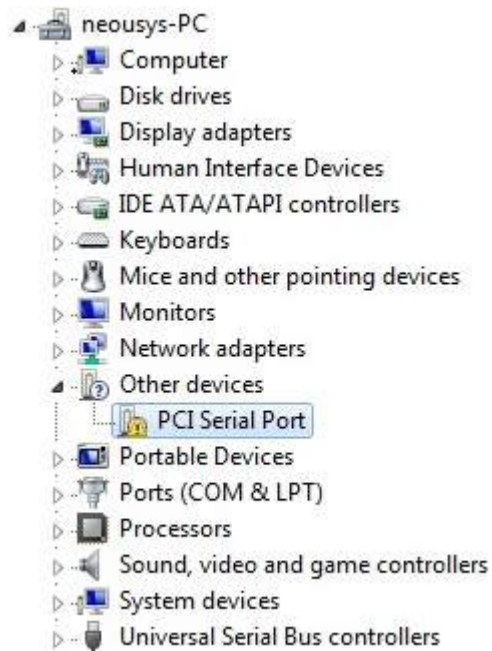 neousys-PC
Computer
Disk drives
Display adapters
Human Interface Devices
IDE ATA/ATAPI controllers
Keyboards
Mice and other pointing devices
Monitors
Network adapters
Other devices
PCI Serial Port
Portable Devices
Ports (COM & LPT)
Processors
Sound, video and game controllers
System devices
Universal Serial Bus controllers